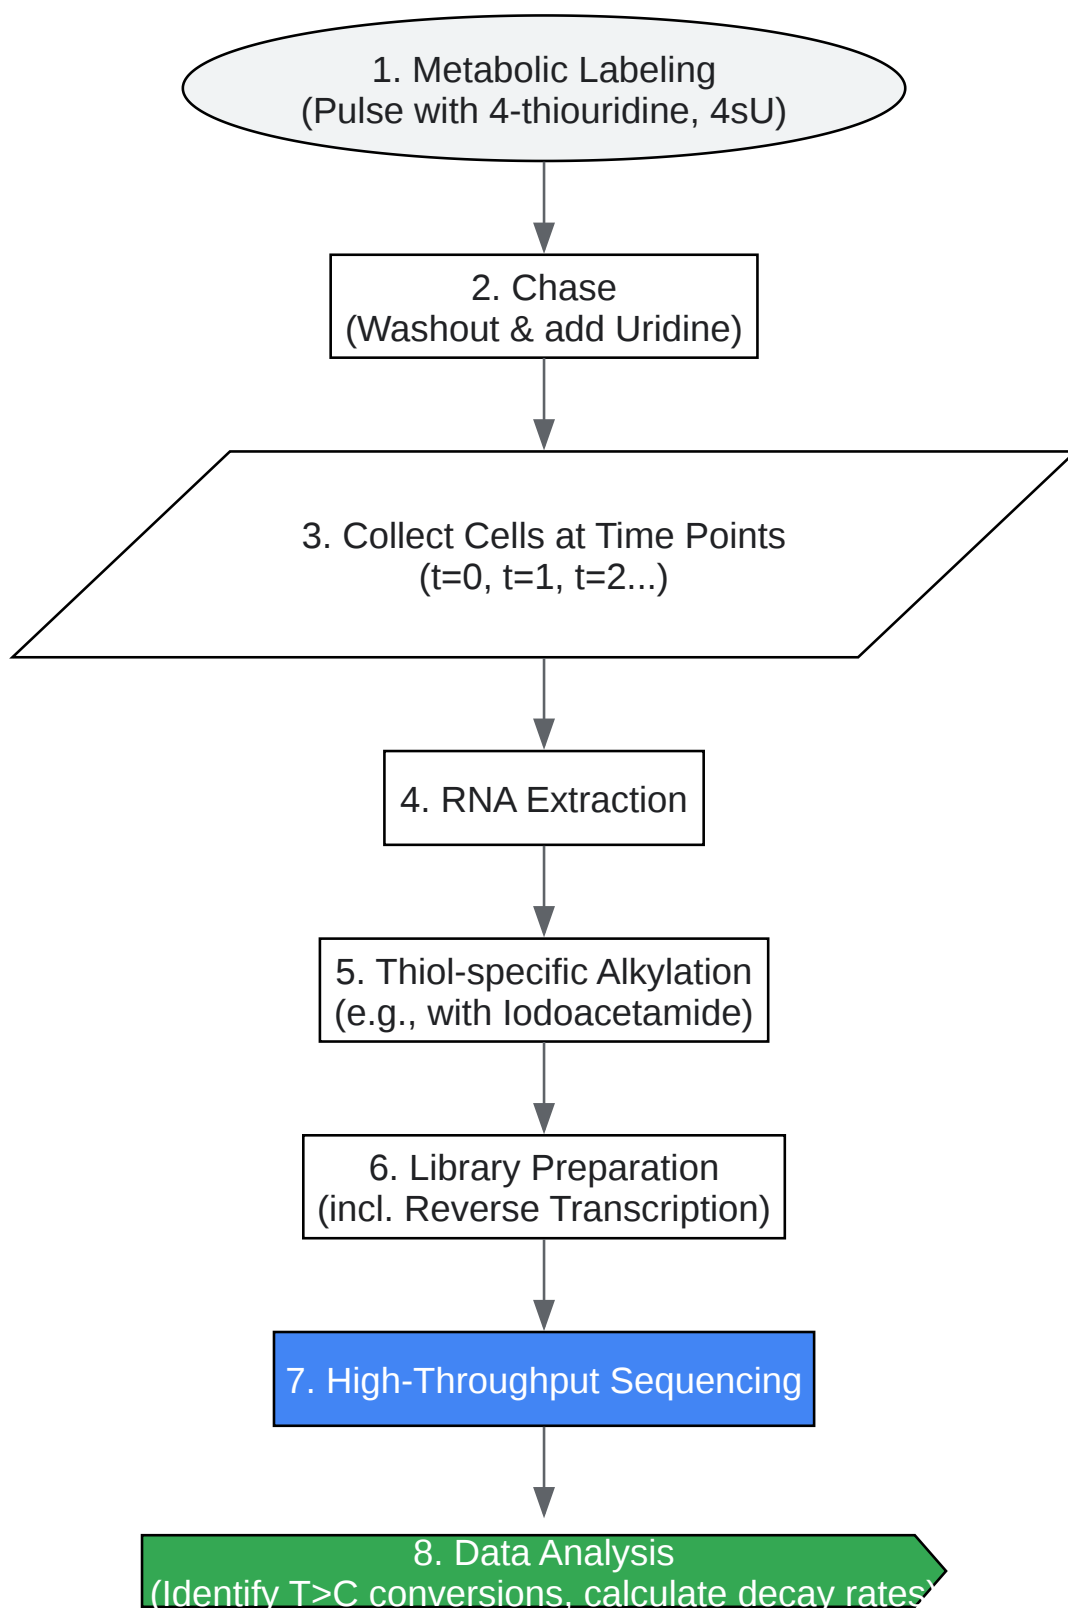 1. Metabolic Labeling
(Pulse with 4-thiouridine, 4sU)
2. Chase
(Washout & add Uridine)
3. Collect Cells at Time Points
(t=0, t=1, t=2...)
4. RNA Extraction
5. Thiol-specific Alkylation
(e.g., with Iodoacetamide)
6. Library Preparation
(incl. Reverse Transcription)
7. High-Throughput Sequencing
8. Data Analysis
(Identify T>C conversions, calculate decay rates)